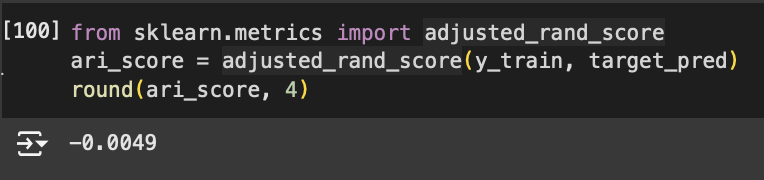 [100] from sklearn.metrics import adjusted_rand_score
ari_score = adjusted_rand_score(y_train, target_pred)
round(ari_score, 4)
-0.0049